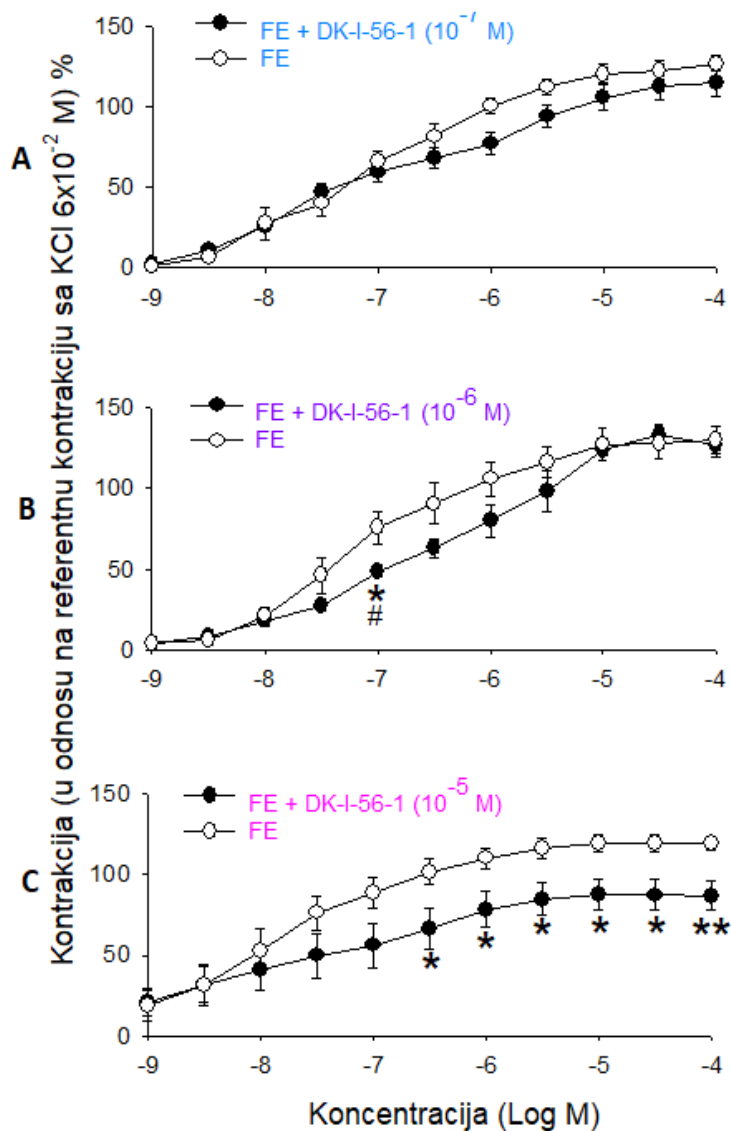 Kontrakcija (u odnosu na referentnu kontrakciju sa KCl 6x10⁻² M) %
A
FE + DK-I-56-1 (10⁻⁷ M)
FE
150
100
50
0
-9 -8 -7 -6 -5 -4
B
FE + DK-I-56-1 (10⁻⁶ M)
FE
150
100
50
0
*
#
-9 -8 -7 -6 -5 -4
C
FE + DK-I-56-1 (10⁻⁵ M)
FE
150
100
50
0
* * * * * **
-9 -8 -7 -6 -5 -4
Koncentracija (Log M)